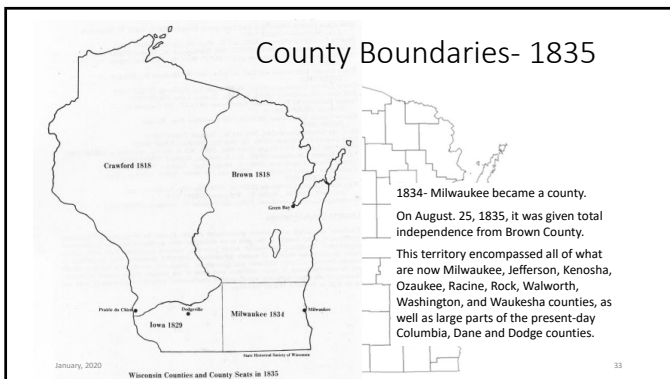 County Boundaries- 1835
Crawford 1818
Brown 1818
Green Bay
Prairie du Chien
Dodgeville
Iowa 1829
Milwaukee 1834
Milwaukee
State Historical Society of Wisconsin
Wisconsin Counties and County Seats in 1835
1834- Milwaukee became a county.
On August. 25, 1835, it was given total
independence from Brown County.
This territory encompassed all of what
are now Milwaukee, Jefferson, Kenosha,
Ozaukee, Racine, Rock, Walworth,
Washington, and Waukesha counties, as
well as large parts of the present-day
Columbia, Dane and Dodge counties.
January, 2020
33